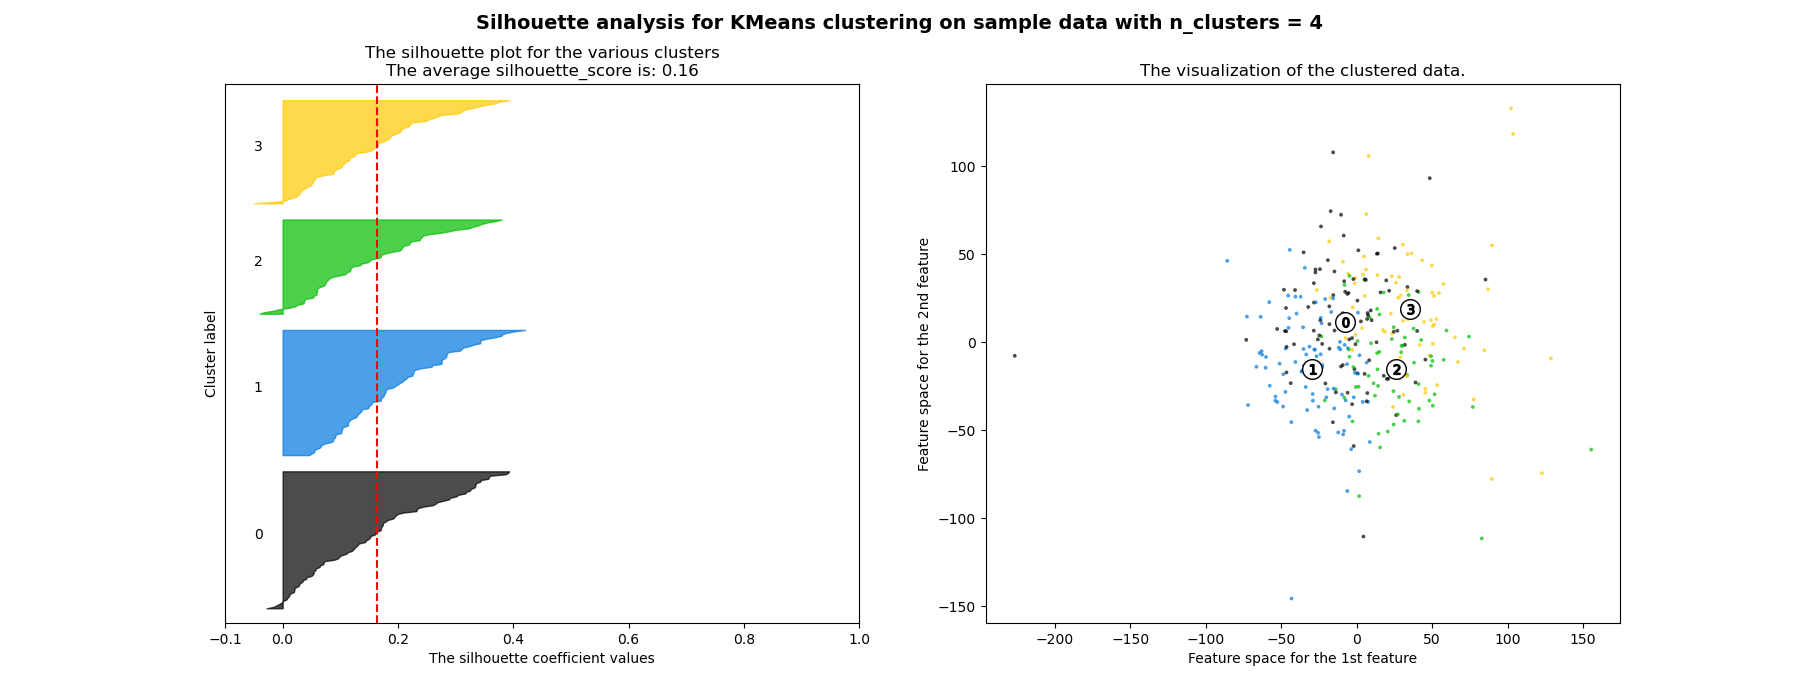 Silhouette analysis for KMeans clustering on sample data with n_clusters = 4
The silhouette plot for the various clusters
The average silhouette_score is: 0.16
3
2
1
0
Cluster label
−0.1 0.0 0.2 0.4 0.6 0.8 1.0
The silhouette coefficient values
The visualization of the clustered data.
100
50
0
−50
−100
−150
Feature space for the 2nd feature
3
0
1 2
−200 −150 −100 −50 0 50 100 150
Feature space for the 1st feature